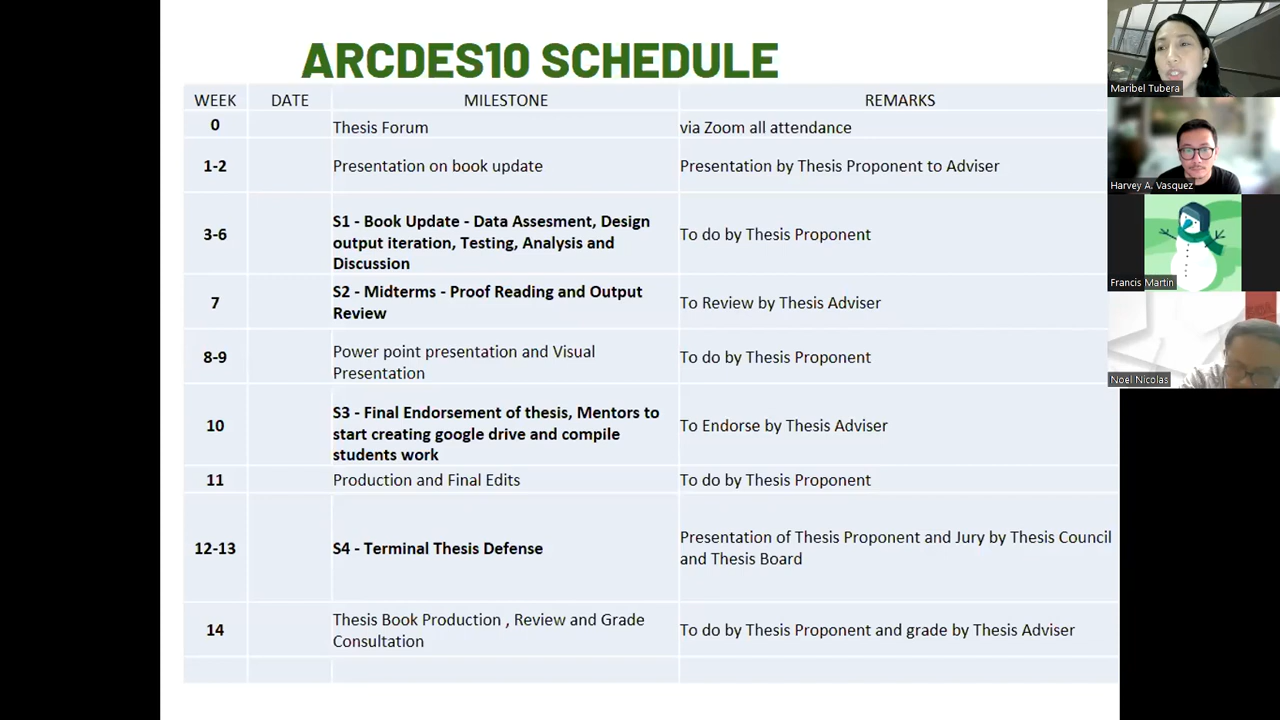 ARCDES10 SCHEDULE
WEEK DATE MILESTONE REMARKS
0 Thesis Forum via Zoom all attendance
1-2 Presentation on book update Presentation by Thesis Proponent to Adviser
3-6 S1 - Book Update - Data Assesment, Design
output iteration, Testing, Analysis and
Discussion
To do by Thesis Proponent
7 S2 - Midterms - Proof Reading and Output
Review
To Review by Thesis Adviser
8-9 Power point presentation and Visual
Presentation
To do by Thesis Proponent
10 S3 - Final Endorsement of thesis, Mentors to
start creating google drive and compile
students work
To Endorse by Thesis Adviser
11 Production and Final Edits To do by Thesis Proponent
12-13 S4 - Terminal Thesis Defense
Presentation of Thesis Proponent and Jury by Thesis Council
and Thesis Board
14 Thesis Book Production , Review and Grade
Consultation
To do by Thesis Proponent and grade by Thesis Adviser
Maribel Tubera
Harvey A. Vasquez
Francis Martin
Noel Nicolas